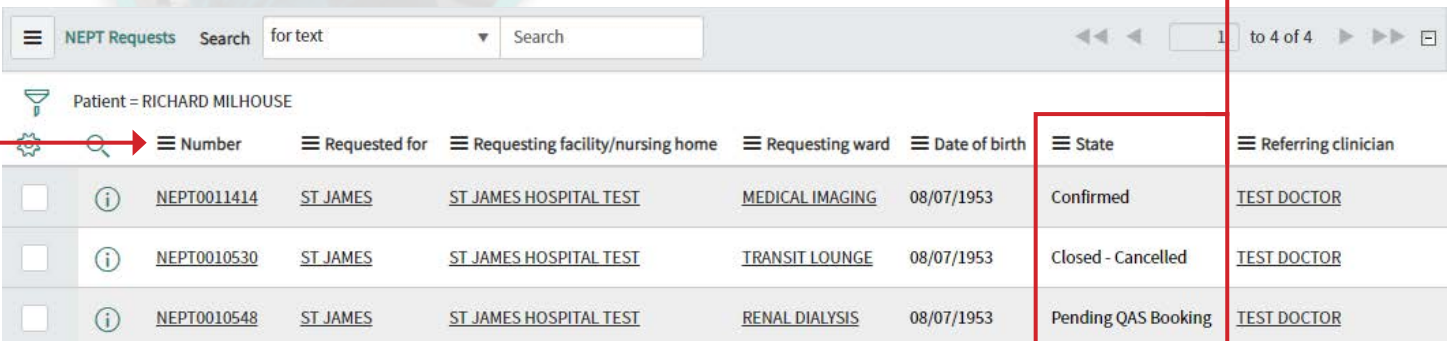 NEPT Requests Search for text Search 1 to 4 of 4
Patient = RICHARD MILHOUSE
Number Requested for Requesting facility/nursing home Requesting ward Date of birth State Referring clinician
NEPT0011414 ST JAMES ST JAMES HOSPITAL TEST MEDICAL IMAGING 08/07/1953 Confirmed TEST DOCTOR
NEPT0010530 ST JAMES ST JAMES HOSPITAL TEST TRANSIT LOUNGE 08/07/1953 Closed - Cancelled TEST DOCTOR
NEPT0010548 ST JAMES ST JAMES HOSPITAL TEST RENAL DIALYSIS 08/07/1953 Pending QAS Booking TEST DOCTOR